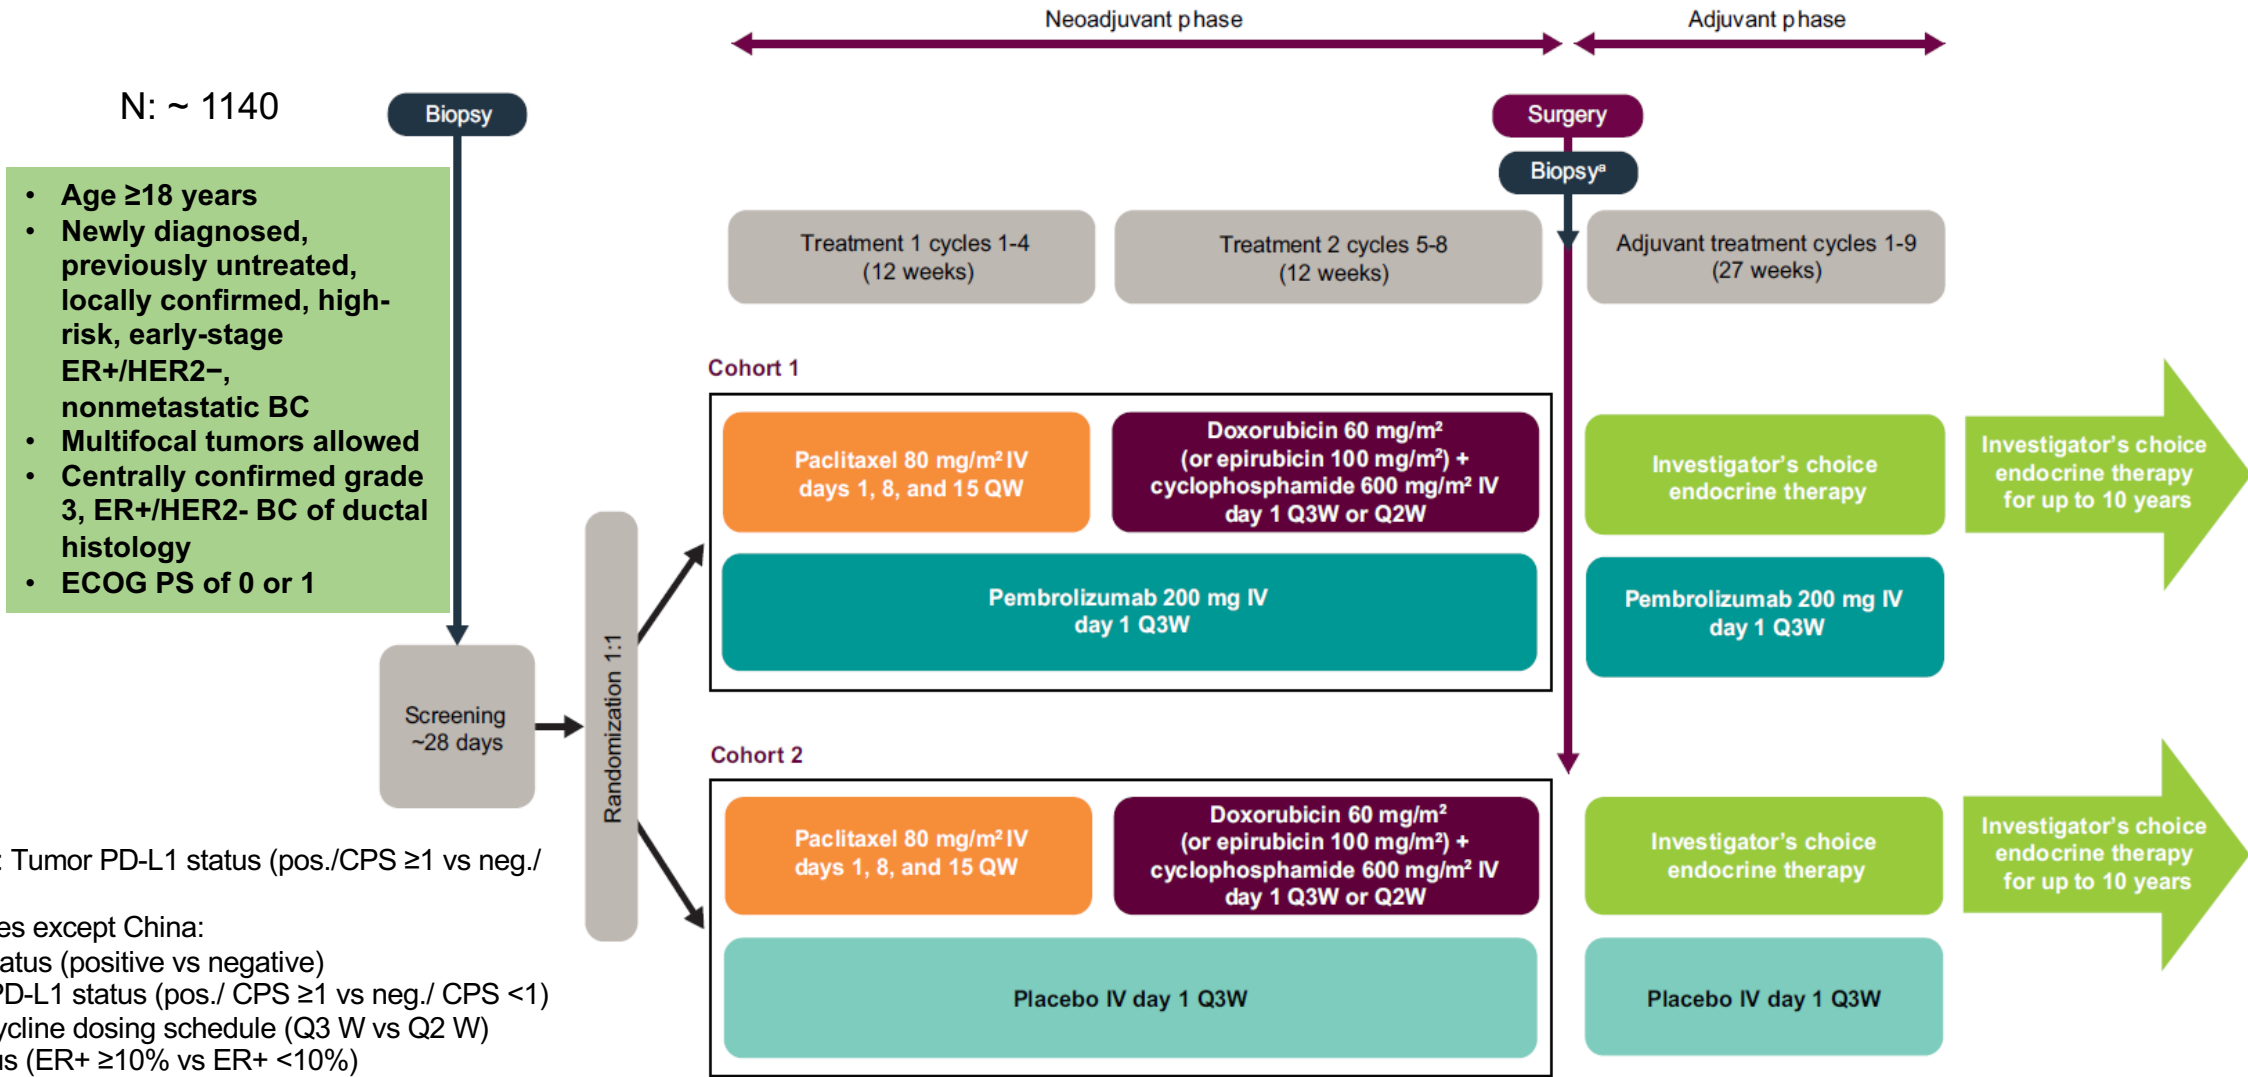 Neoadjuvant phase
Adjuvant phase
N: ~ 1140
Biopsy
Surgery
Biopsyᵃ
• Age ≥18 years
• Newly diagnosed,
previously untreated,
locally confirmed, high-
risk, early-stage
ER+/HER2−,
nonmetastatic BC
• Multifocal tumors allowed
• Centrally confirmed grade
3, ER+/HER2- BC of ductal
histology
• ECOG PS of 0 or 1
Treatment 1 cycles 1-4
(12 weeks)
Treatment 2 cycles 5-8
(12 weeks)
Adjuvant treatment cycles 1-9
(27 weeks)
Screening
~28 days
Randomization 1:1
Cohort 1
Paclitaxel 80 mg/m² IV
days 1, 8, and 15 QW
Doxorubicin 60 mg/m²
(or epirubicin 100 mg/m²) +
cyclophosphamide 600 mg/m² IV
day 1 Q3W or Q2W
Investigator's choice
endocrine therapy
Investigator's choice
endocrine therapy
for up to 10 years
Pembrolizumab 200 mg IV
day 1 Q3W
Pembrolizumab 200 mg IV
day 1 Q3W
Cohort 2
Paclitaxel 80 mg/m² IV
days 1, 8, and 15 QW
Doxorubicin 60 mg/m²
(or epirubicin 100 mg/m²) +
cyclophosphamide 600 mg/m² IV
day 1 Q3W or Q2W
Investigator's choice
endocrine therapy
Investigator's choice
endocrine therapy
for up to 10 years
Placebo IV day 1 Q3W
Placebo IV day 1 Q3W
: Tumor PD-L1 status (pos./CPS ≥1 vs neg./
es except China:
atus (positive vs negative)
PD-L1 status (pos./ CPS ≥1 vs neg./ CPS <1)
ycline dosing schedule (Q3 W vs Q2 W)
us (ER+ ≥10% vs ER+ <10%)